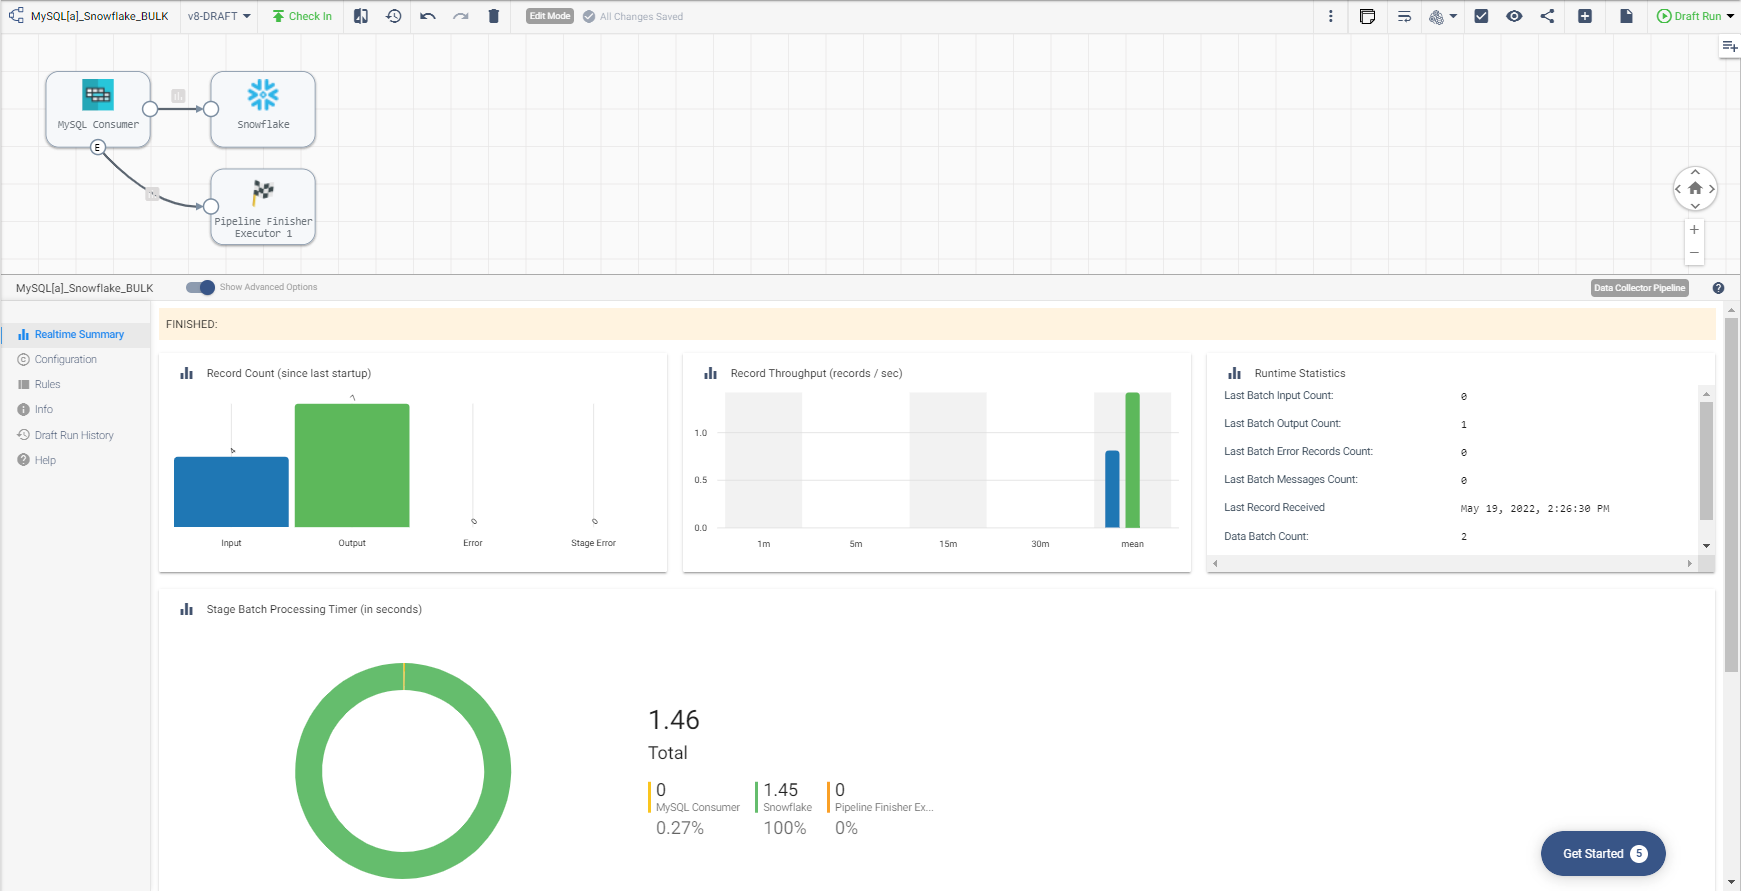 MySQL[a]_Snowflake_BULK
v8-DRAFT
Check In
Edit Mode
All Changes Saved
Draft Run
MySQL Consumer
Snowflake
E
Pipeline Finisher
Executor 1
MySQL[a]_Snowflake_BULK
Show Advanced Options
Data Collector Pipeline
?
Realtime Summary
Configuration
Rules
Info
Draft Run History
Help
FINISHED:
Record Count (since last startup)
7
4
0
0
Input
Output
Error
Stage Error
Record Throughput (records / sec)
1.0
0.5
0.0
1m
5m
15m
30m
mean
Runtime Statistics
Last Batch Input Count: 0
Last Batch Output Count: 1
Last Batch Error Records Count: 0
Last Batch Messages Count: 0
Last Record Received May 19, 2022, 2:26:30 PM
Data Batch Count: 2
Stage Batch Processing Timer (in seconds)
1.46
Total
0
MySQL Consumer
0.27%
1.45
Snowflake
100%
0
Pipeline Finisher Ex...
0%
Get Started 5